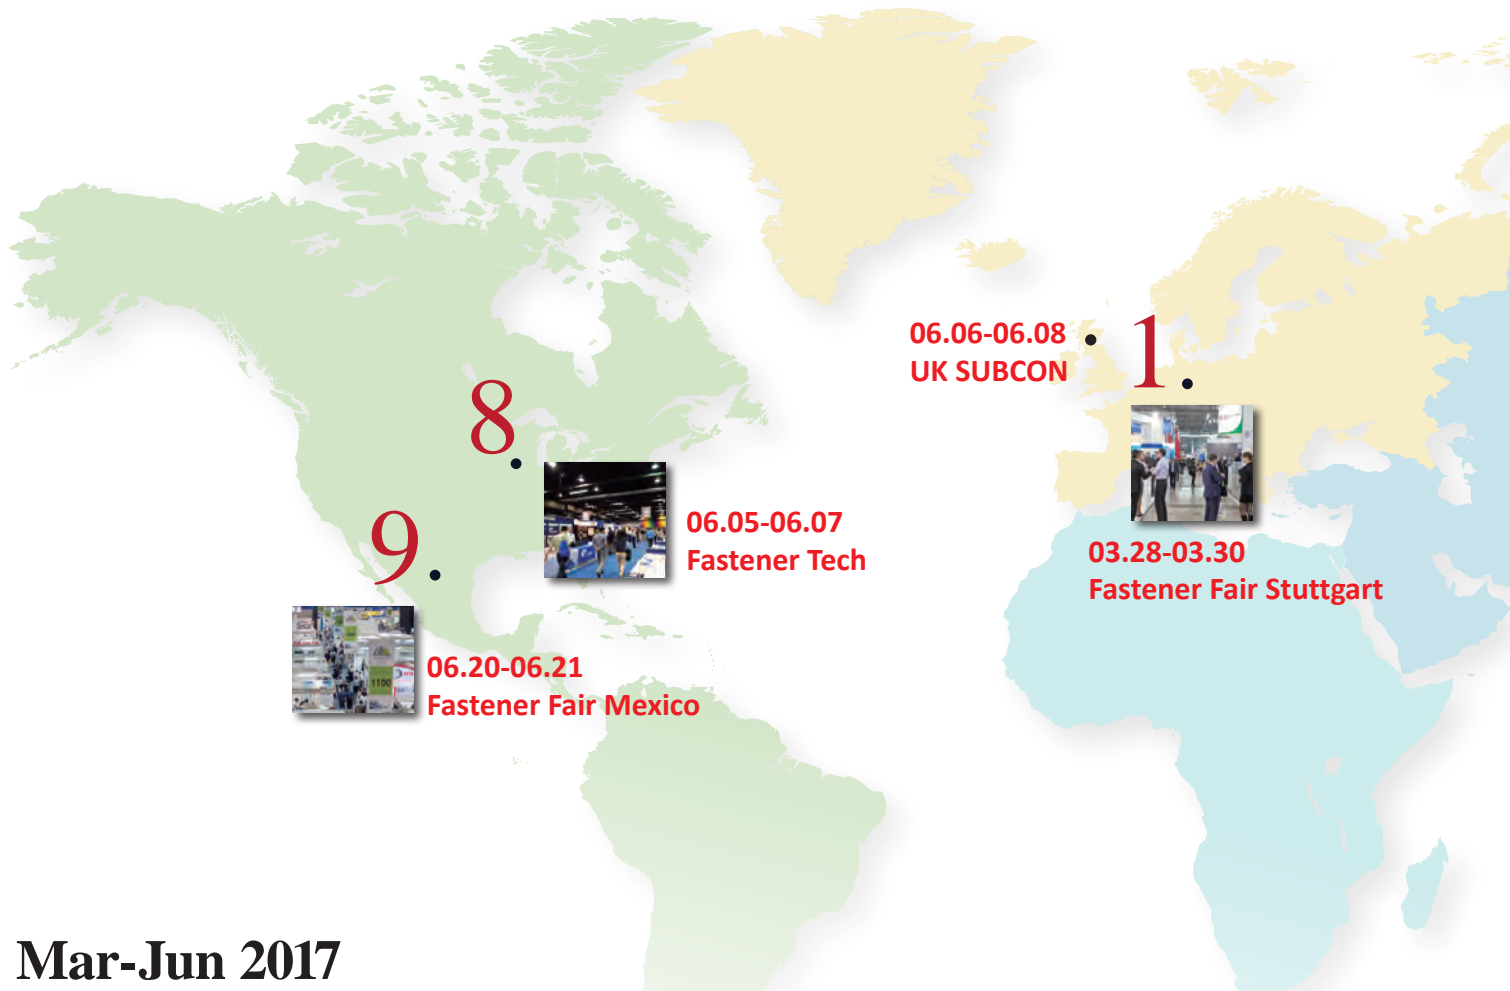 06.06-06.08
UK SUBCON
1
8
03.28-03.30
Fastener Fair Stuttgart
06.05-06.07
Fastener Tech
9
1100
06.20-06.21
Fastener Fair Mexico
Mar-Jun 2017